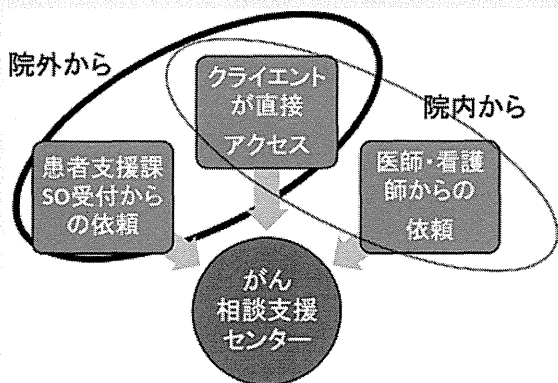 院外から
クライエント
が直接
アクセス
院内から
患者支援課
SO受付から
の依頼
医師・看護
師からの
依頼
がん
相談支援
センター